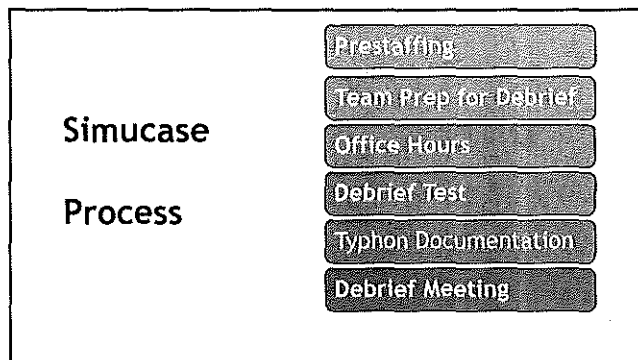 Simucase
Process
Prestaffing
Team Prep for Debrief
Office Hours
Debrief Test
Typhon Documentation
Debrief Meeting